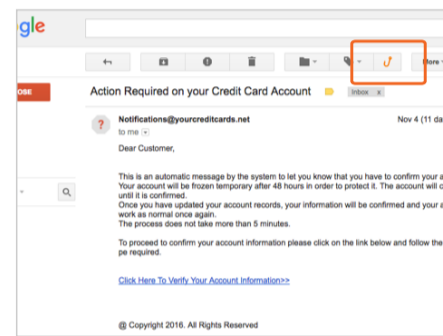 gle
More
OSE
Action Required on your Credit Card Account Inbox x
? Notifications@yourcreditcards.net Nov 4 (11 da
to me
Dear Customer,
This is an automatic message by the system to let you know that you have to confirm your a
Your account will be frozen temporary after 48 hours in order to protect it. The account will c
until it is confirmed.
Once you have updated your account records, your information will be confirmed and your a
work as normal once again.
The process does not take more than 5 minutes.
To proceed to confirm your account information please click on the link below and follow the
pe required.
Click Here To Verify Your Account Information>>
@ Copyright 2016. All Rights Reserved